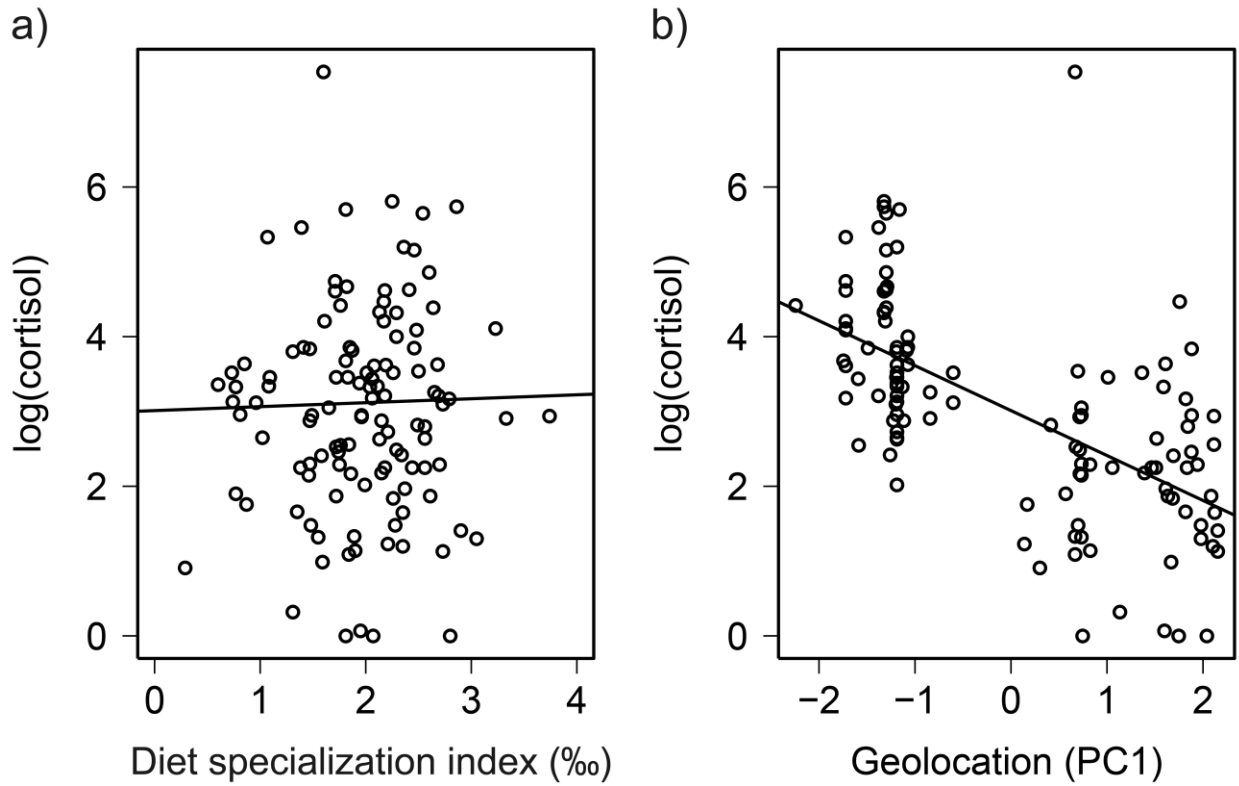 a)
log(cortisol)
6
4
2
0
0 1 2 3 4
Diet specialization index (‰)
b)
log(cortisol)
6
4
2
0
−2 −1 0 1 2
Geolocation (PC1)